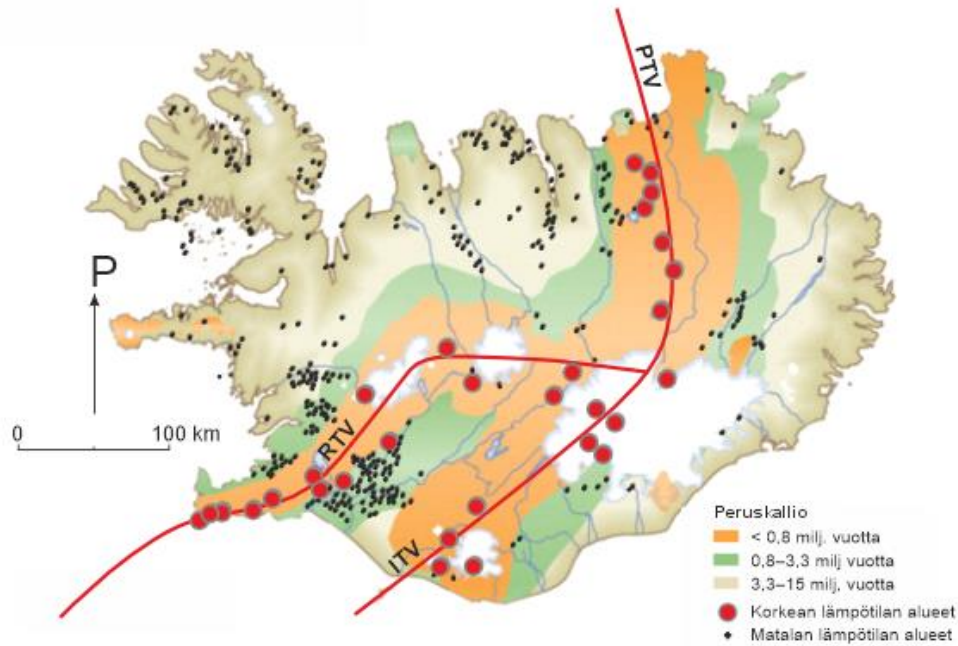 PTV
P
0 100 km
RTV
ITV
Peruskallio
< 0,8 milj. vuotta
0,8–3,3 milj vuotta
3,3–15 milj, vuotta
Korkean lämpötilan alueet
Matalan lämpötilan alueet